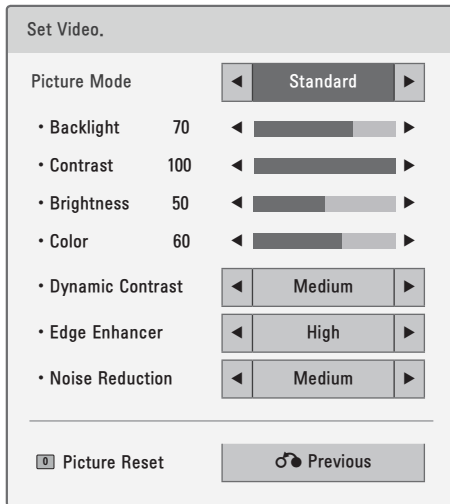 Set Video.
Picture Mode ◀ Standard ▶
• Backlight 70 ◀ ▶
• Contrast 100 ◀ ▶
• Brightness 50 ◀ ▶
• Color 60 ◀ ▶
• Dynamic Contrast ◀ Medium ▶
• Edge Enhancer ◀ High ▶
• Noise Reduction ◀ Medium ▶
0 Picture Reset Previous